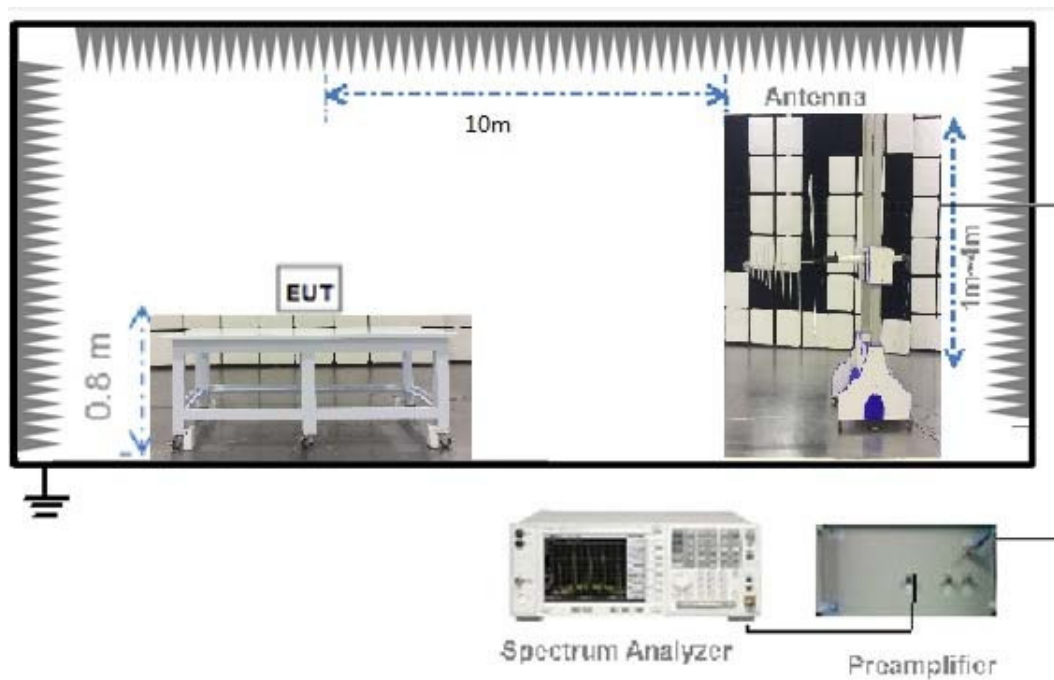 Antenna
10m
1m~4m
EUT
0.8 m
Spectrum Analyzer
Preamplifier